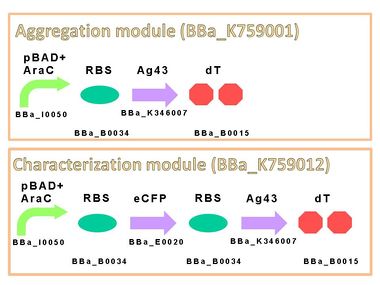 Aggregation module (BBa_K759001)
pBAD+
AraC RBS Ag43 dT
BBa_I0050 BBa_K346007
BBa_B0034 BBa_B0015
Characterization module (BBa_K759012)
pBAD+
AraC RBS eCFP RBS Ag43 dT
BBa_I0050 BBa_E0020 BBa_K346007
BBa_B0034 BBa_B0034 BBa_B0015